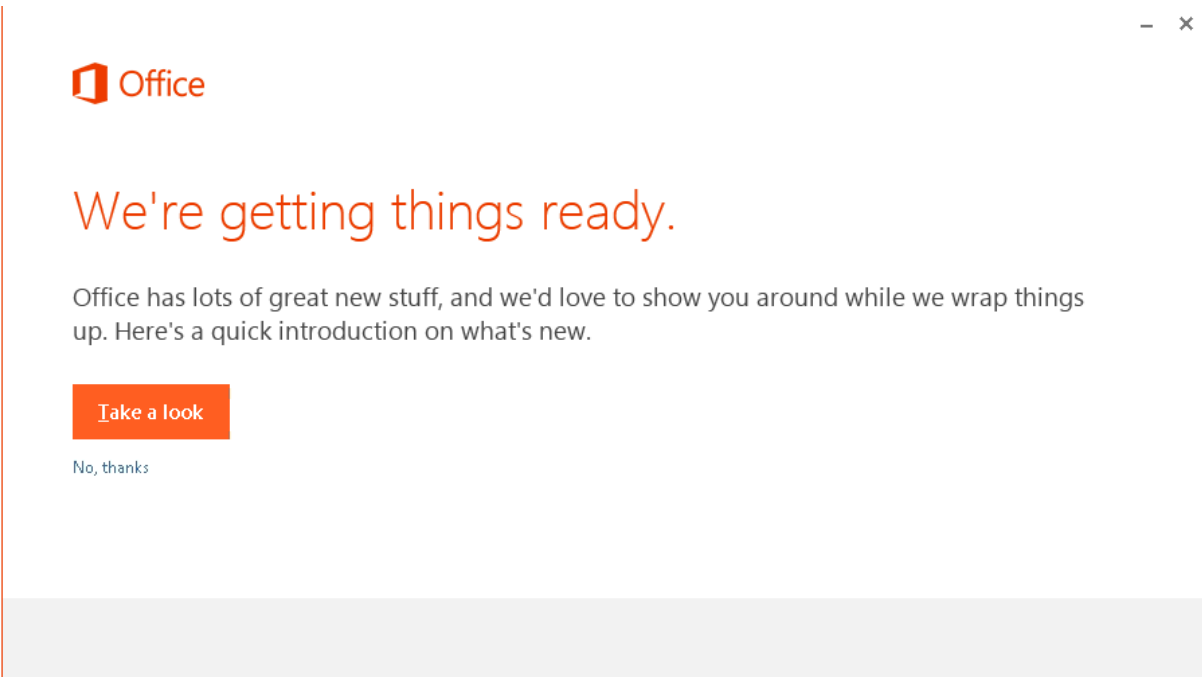 Office
We're getting things ready.
Office has lots of great new stuff, and we'd love to show you around while we wrap things
up. Here's a quick introduction on what's new.
Take a look
No, thanks